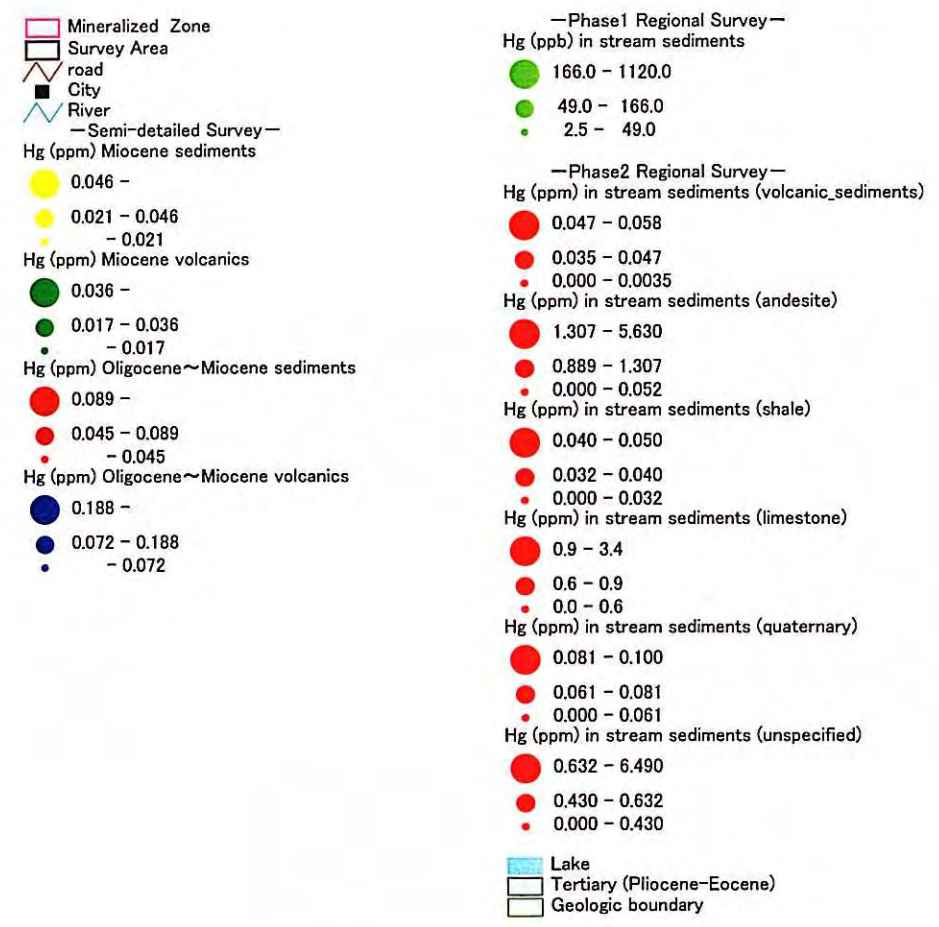 Mineralized Zone
Survey Area
road
City
River
—Semi-detailed Survey—
Hg (ppm) Miocene sediments
0.046 -
0.021 - 0.046
- 0.021
Hg (ppm) Miocene volcanics
0.036 -
0.017 - 0.036
- 0.017
Hg (ppm) Oligocene～Miocene sediments
0.089 -
0.045 - 0.089
- 0.045
Hg (ppm) Oligocene～Miocene volcanics
0.188 -
0.072 - 0.188
- 0.072
—Phase1 Regional Survey—
Hg (ppb) in stream sediments
166.0 - 1120.0
49.0 - 166.0
2.5 - 49.0
—Phase2 Regional Survey—
Hg (ppm) in stream sediments (volcanic_sediments)
0.047 - 0.058
0.035 - 0.047
0.000 - 0.0035
Hg (ppm) in stream sediments (andesite)
1.307 - 5.630
0.889 - 1.307
0.000 - 0.052
Hg (ppm) in stream sediments (shale)
0.040 - 0.050
0.032 - 0.040
0.000 - 0.032
Hg (ppm) in stream sediments (limestone)
0.9 - 3.4
0.6 - 0.9
0.0 - 0.6
Hg (ppm) in stream sediments (quaternary)
0.081 - 0.100
0.061 - 0.081
0.000 - 0.061
Hg (ppm) in stream sediments (unspecified)
0.632 - 6.490
0.430 - 0.632
0.000 - 0.430
Lake
Tertiary (Pliocene-Eocene)
Geologic boundary